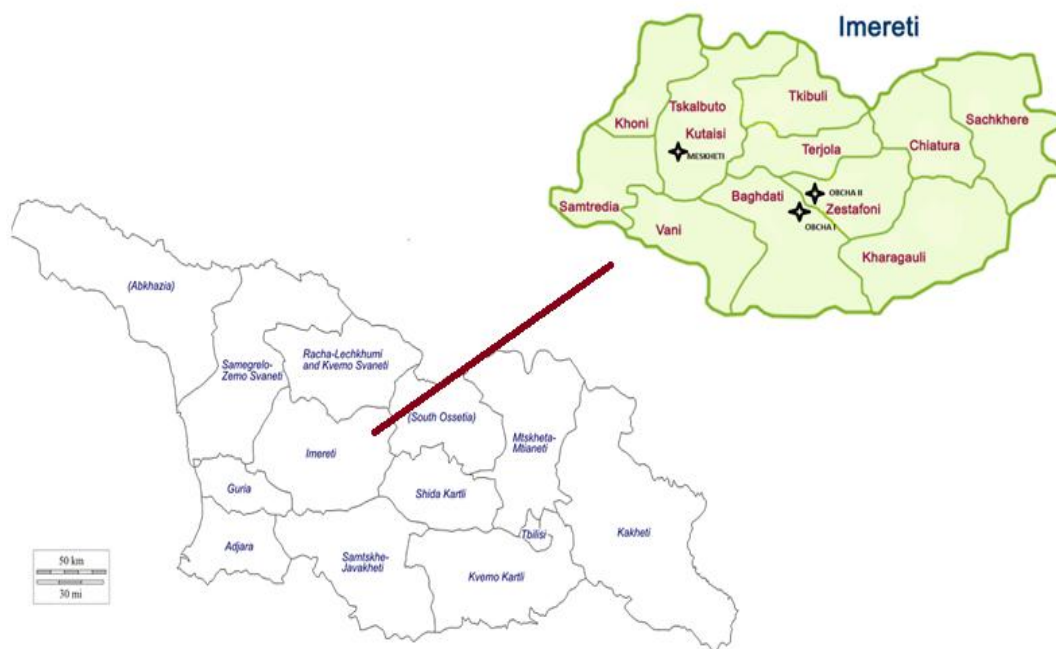 Imereti
Tkibuli
Tskalbuto
Sachkhere
Khoni
Kutaisi
Chiatura
Terjola
MESKHETI
Baghdati
OBCHA II
Samtredia
Zestafoni
Vani
OBCHA I
Kharagauli
(Abkhazia)
Racha-Lechkhumi
and Kvemo Svaneti
Samegrelo-
Zemo Svaneti
(South Ossetia)
Mtskheta-
Mtianeti
Imereti
Guria
Shida Kartli
Tbilisi
Kakheti
Adjara
Samtskhe-
Javakheti
Kvemo Kartli
50 km
30 mi